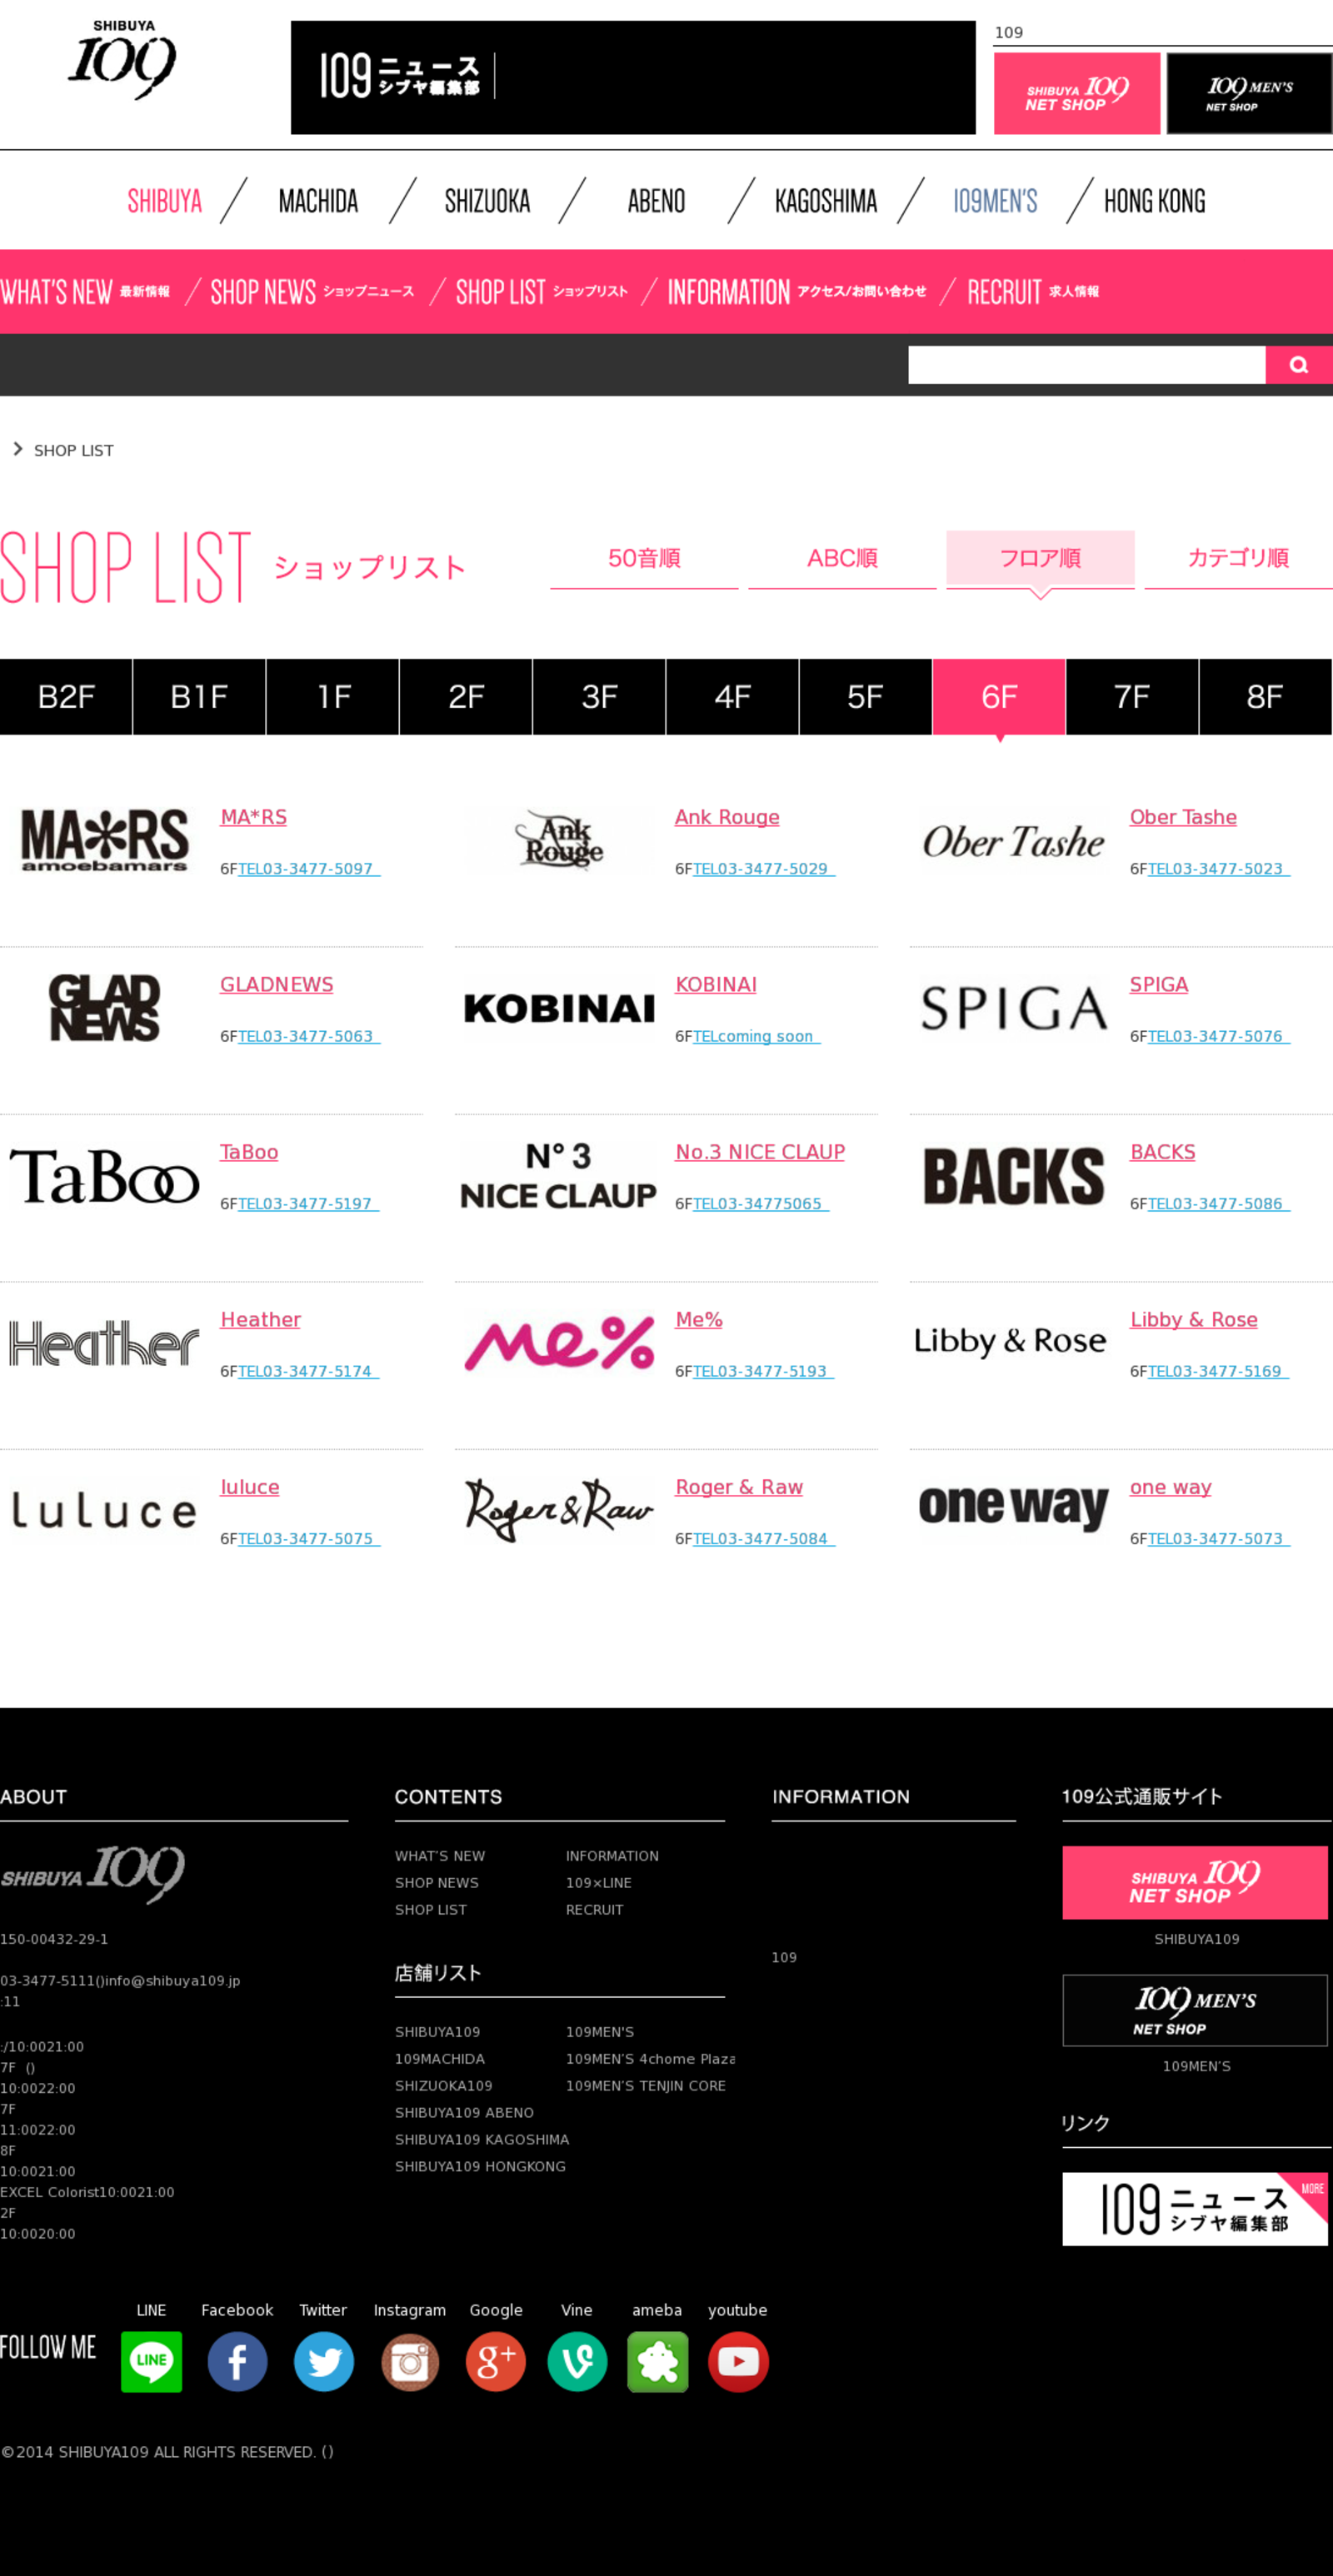 SHIBUYA
109
109 ニュース
シブヤ編集部
109
SHIBUYA 109
NET SHOP
109 MEN'S
NET SHOP
SHIBUYA MACHIDA SHIZUOKA ABENO KAGOSHIMA 109MEN'S HONG KONG
WHAT'S NEW 最新情報 SHOP NEWS ショップニュース SHOP LIST ショップリスト INFORMATION アクセス/お問い合わせ RECRUIT 求人情報
SHOP LIST
SHOP LIST ショップリスト
50音順 ABC順 フロア順 カテゴリ順
B2F B1F 1F 2F 3F 4F 5F 6F 7F 8F
MA*RS
amoebamars
MA*RS
6FTEL03-3477-5097
Ank
Rouge
Ank Rouge
6FTEL03-3477-5029
Ober Tashe
Ober Tashe
6FTEL03-3477-5023
GLAD
NEWS
GLADNEWS
6FTEL03-3477-5063
KOBINAI
KOBINAI
6FTELcoming soon
SPIGA
SPIGA
6FTEL03-3477-5076
TaBoo
TaBoo
6FTEL03-3477-5197
N° 3
NICE CLAUP
No.3 NICE CLAUP
6FTEL03-34775065
BACKS
BACKS
6FTEL03-3477-5086
Heather
Heather
6FTEL03-3477-5174
Me%
Me%
6FTEL03-3477-5193
Libby & Rose
Libby & Rose
6FTEL03-3477-5169
luluce
luluce
6FTEL03-3477-5075
Roger & Raw
Roger & Raw
6FTEL03-3477-5084
one way
one way
6FTEL03-3477-5073
ABOUT
SHIBUYA 109
150-00432-29-1
03-3477-5111()info@shibuya109.jp
:11
:/10:0021:00
7F ()
10:0022:00
7F
11:0022:00
8F
10:0021:00
EXCEL Colorist10:0021:00
2F
10:0020:00
CONTENTS
WHAT'S NEW INFORMATION
SHOP NEWS 109×LINE
SHOP LIST RECRUIT
店舗リスト
SHIBUYA109 109MEN'S
109MACHIDA 109MEN'S 4chome Plaza
SHIZUOKA109 109MEN'S TENJIN CORE
SHIBUYA109 ABENO
SHIBUYA109 KAGOSHIMA
SHIBUYA109 HONGKONG
INFORMATION
109
109公式通販サイト
SHIBUYA 109
NET SHOP
SHIBUYA109
109 MEN'S
NET SHOP
109MEN'S
リンク
109 ニュース
シブヤ編集部
MORE
FOLLOW ME
LINE Facebook Twitter Instagram Google Vine ameba youtube
LINE
g+
©2014 SHIBUYA109 ALL RIGHTS RESERVED. ()